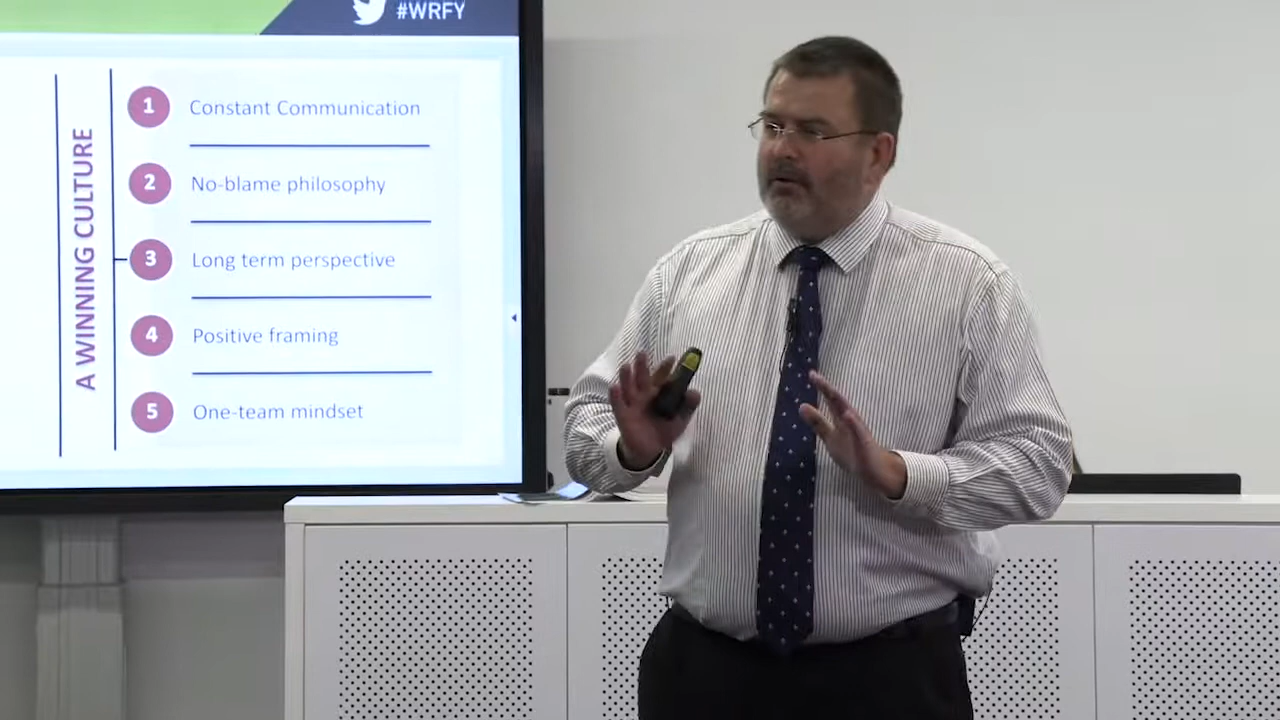 #WRFY
A WINNING CULTURE
1 Constant Communication
2 No-blame philosophy
3 Long term perspective
4 Positive framing
5 One-team mindset